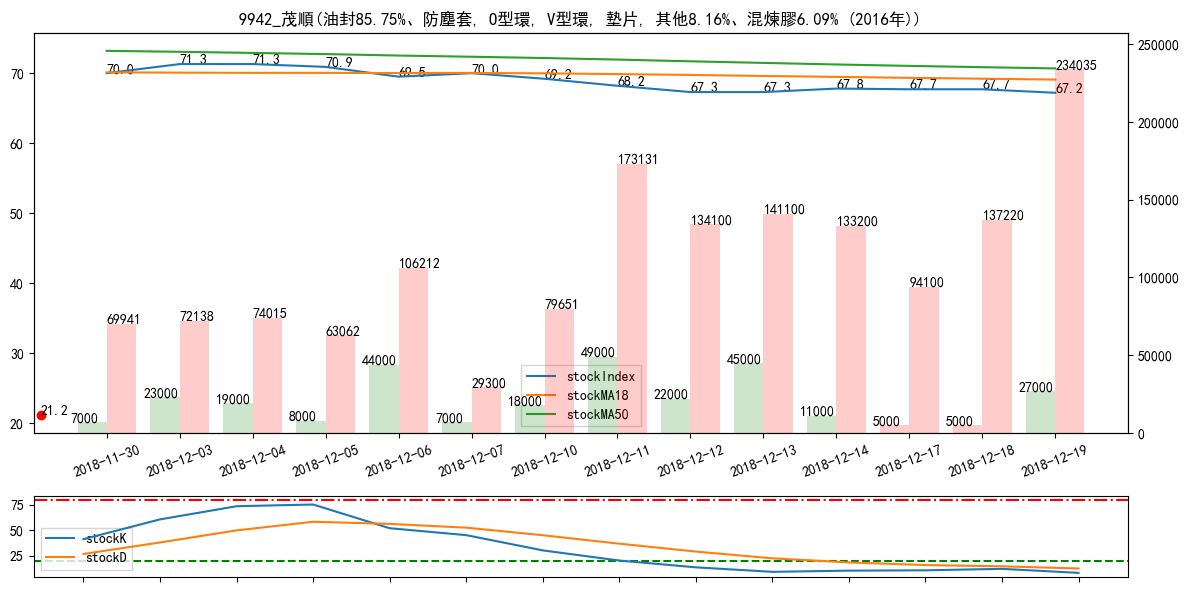 9942_茂順(油封85.75%、防塵套, O型環, V型環, 墊片, 其他8.16%、混煉膠6.09% (2016年))
70.0 71.3 71.3 70.9 69.5 70.0 69.2 68.2 67.3 67.3 67.8 67.7 67.7 67.2
70
60
50
40
30
20
250000
200000
150000
100000
50000
0
69941 72138 74015 63062 106212 29300 79651 173131 134100 141100 133200 94100 137220 234035
7000 23000 19000 8000 44000 7000 18000 49000 22000 45000 11000 5000 5000 27000
21.2
stockIndex
stockMA18
stockMA50
2018-11-30 2018-12-03 2018-12-04 2018-12-05 2018-12-06 2018-12-07 2018-12-10 2018-12-11 2018-12-12 2018-12-13 2018-12-14 2018-12-17 2018-12-18 2018-12-19
75
50
25
stockK
stockD